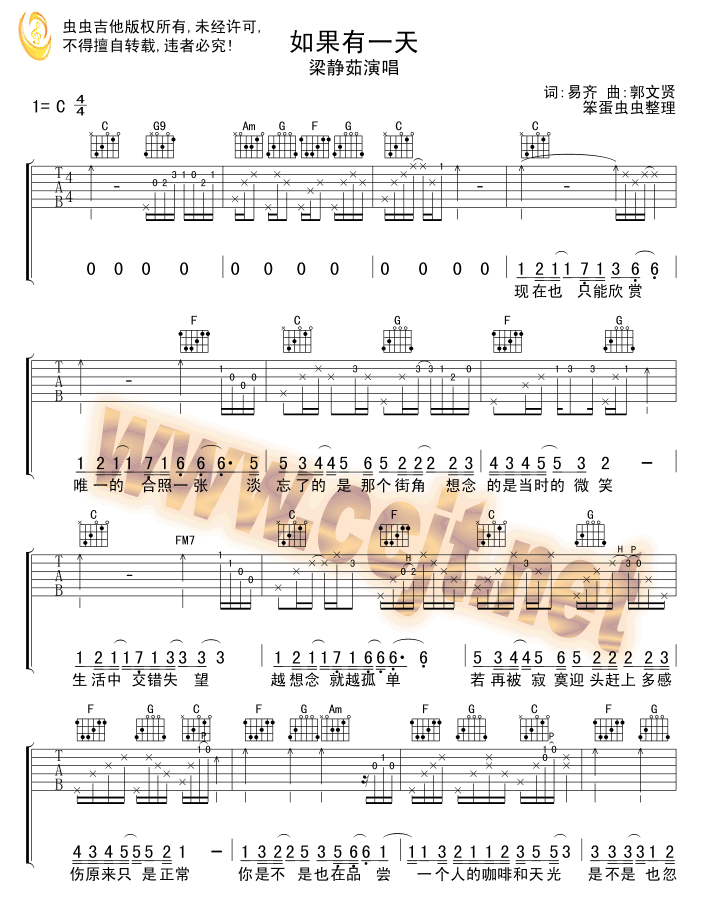 虫虫吉他版权所有,未经许可,
不得擅自转载,违者必究!
如果有一天
梁静茹演唱
词:易齐 曲:郭文贤
笨蛋虫虫整理
1= C 4/4
C G9 Am G F G C C
0 0 0 0 0 0 0 0 0 0 0 0 1 2 1 1 7 1 3 6 6
现在也 只能欣赏
F C G F G
1 2 1 1 7 1 6 6 6· 5 5 3 4 4 5 6 5 2 2 2 2 3 4 3 4 5 5 3 2 −
唯一的 合照一张 淡 忘了的 是 那个街角 想念 的是当时的 微 笑
C FM7 F C G
1 2 1 1 7 1 3 3 3 1 2 1 1 7 1 6 6 6· 6 5 3 4 4 5 5 3 4 3 4 5 5 6
生活中 交错失 望 越想念 就越孤 单 若 再被 寂 寞迎 头赶上 多感
F G C F G Am F G C G
4 3 4 5 5 5 2 1 1 3 2 2 5 5 6 1 1 1 3 2 2 2 3 2 5 5 3 3 2 3 5 5
伤原来只 是正常 你是不 是也在品 尝 一个人的咖啡和天光 是不是也忽
www.ccjt.net